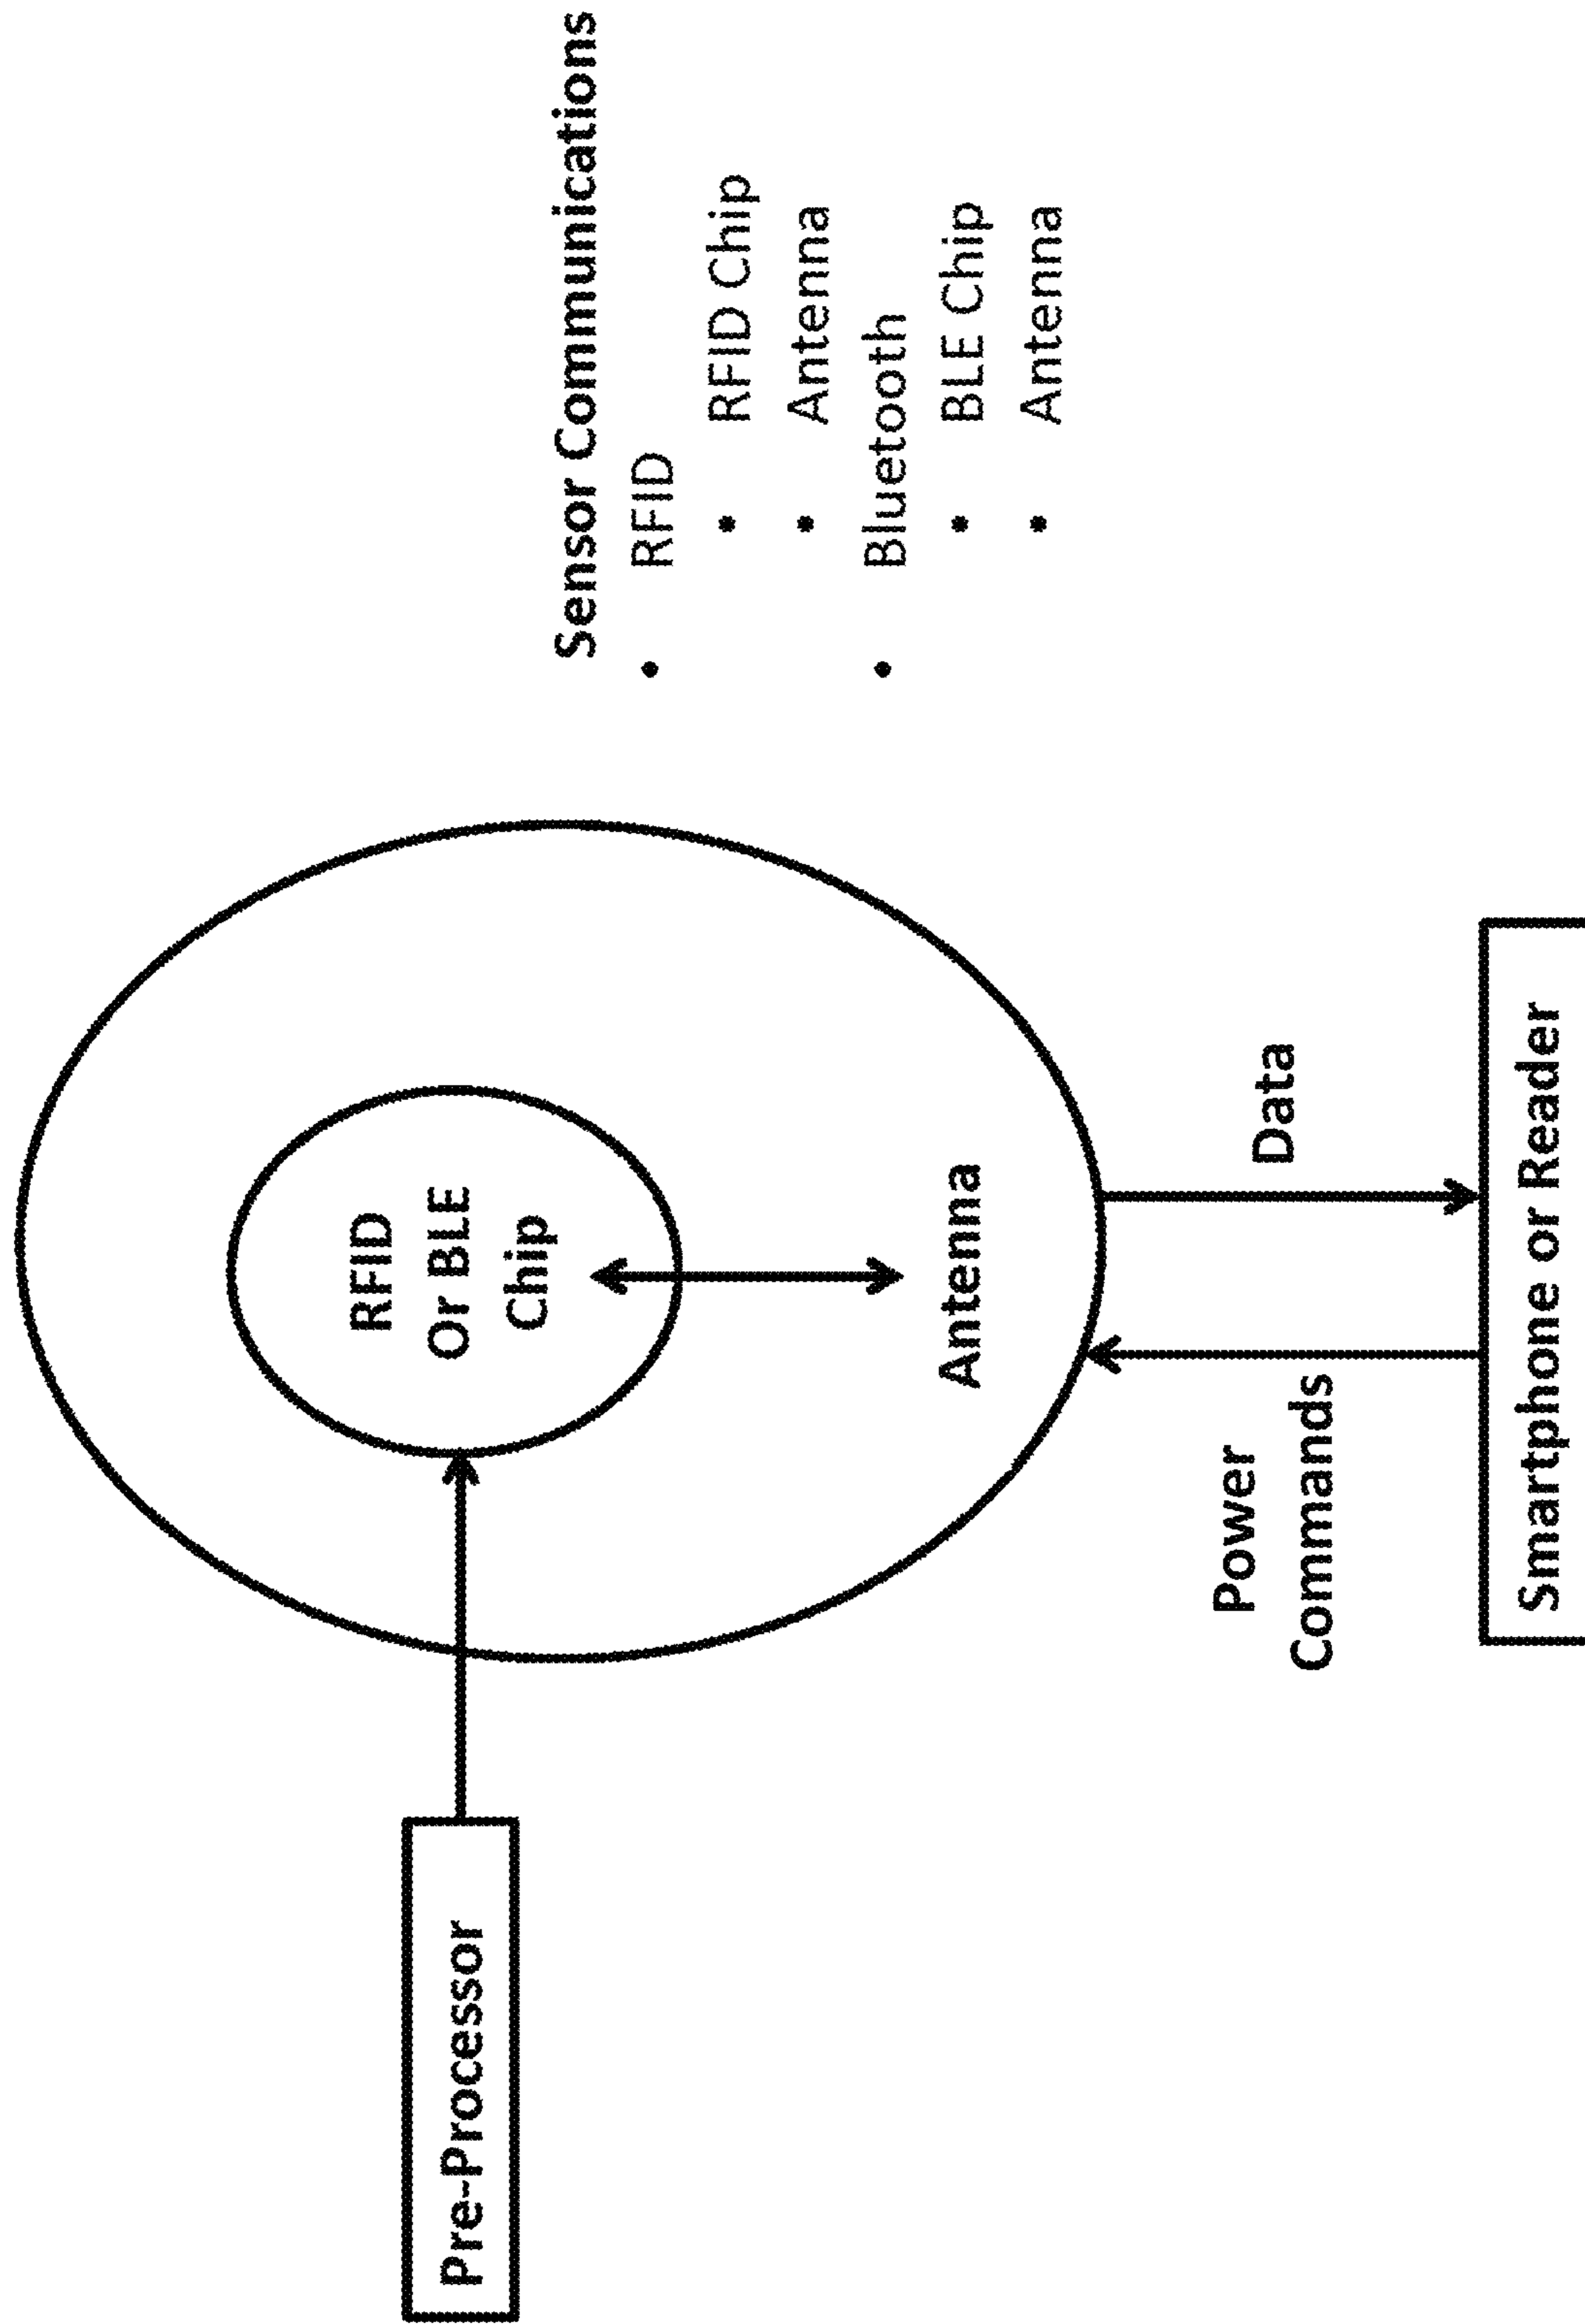 Pre-Processor
RFID
Or BLE
Chip
Antenna
Power
Commands
Data
Smartphone or Reader
Sensor Communications
• RFID
• RFID Chip
• Antenna
• Bluetooth
• BLE Chip
• Antenna